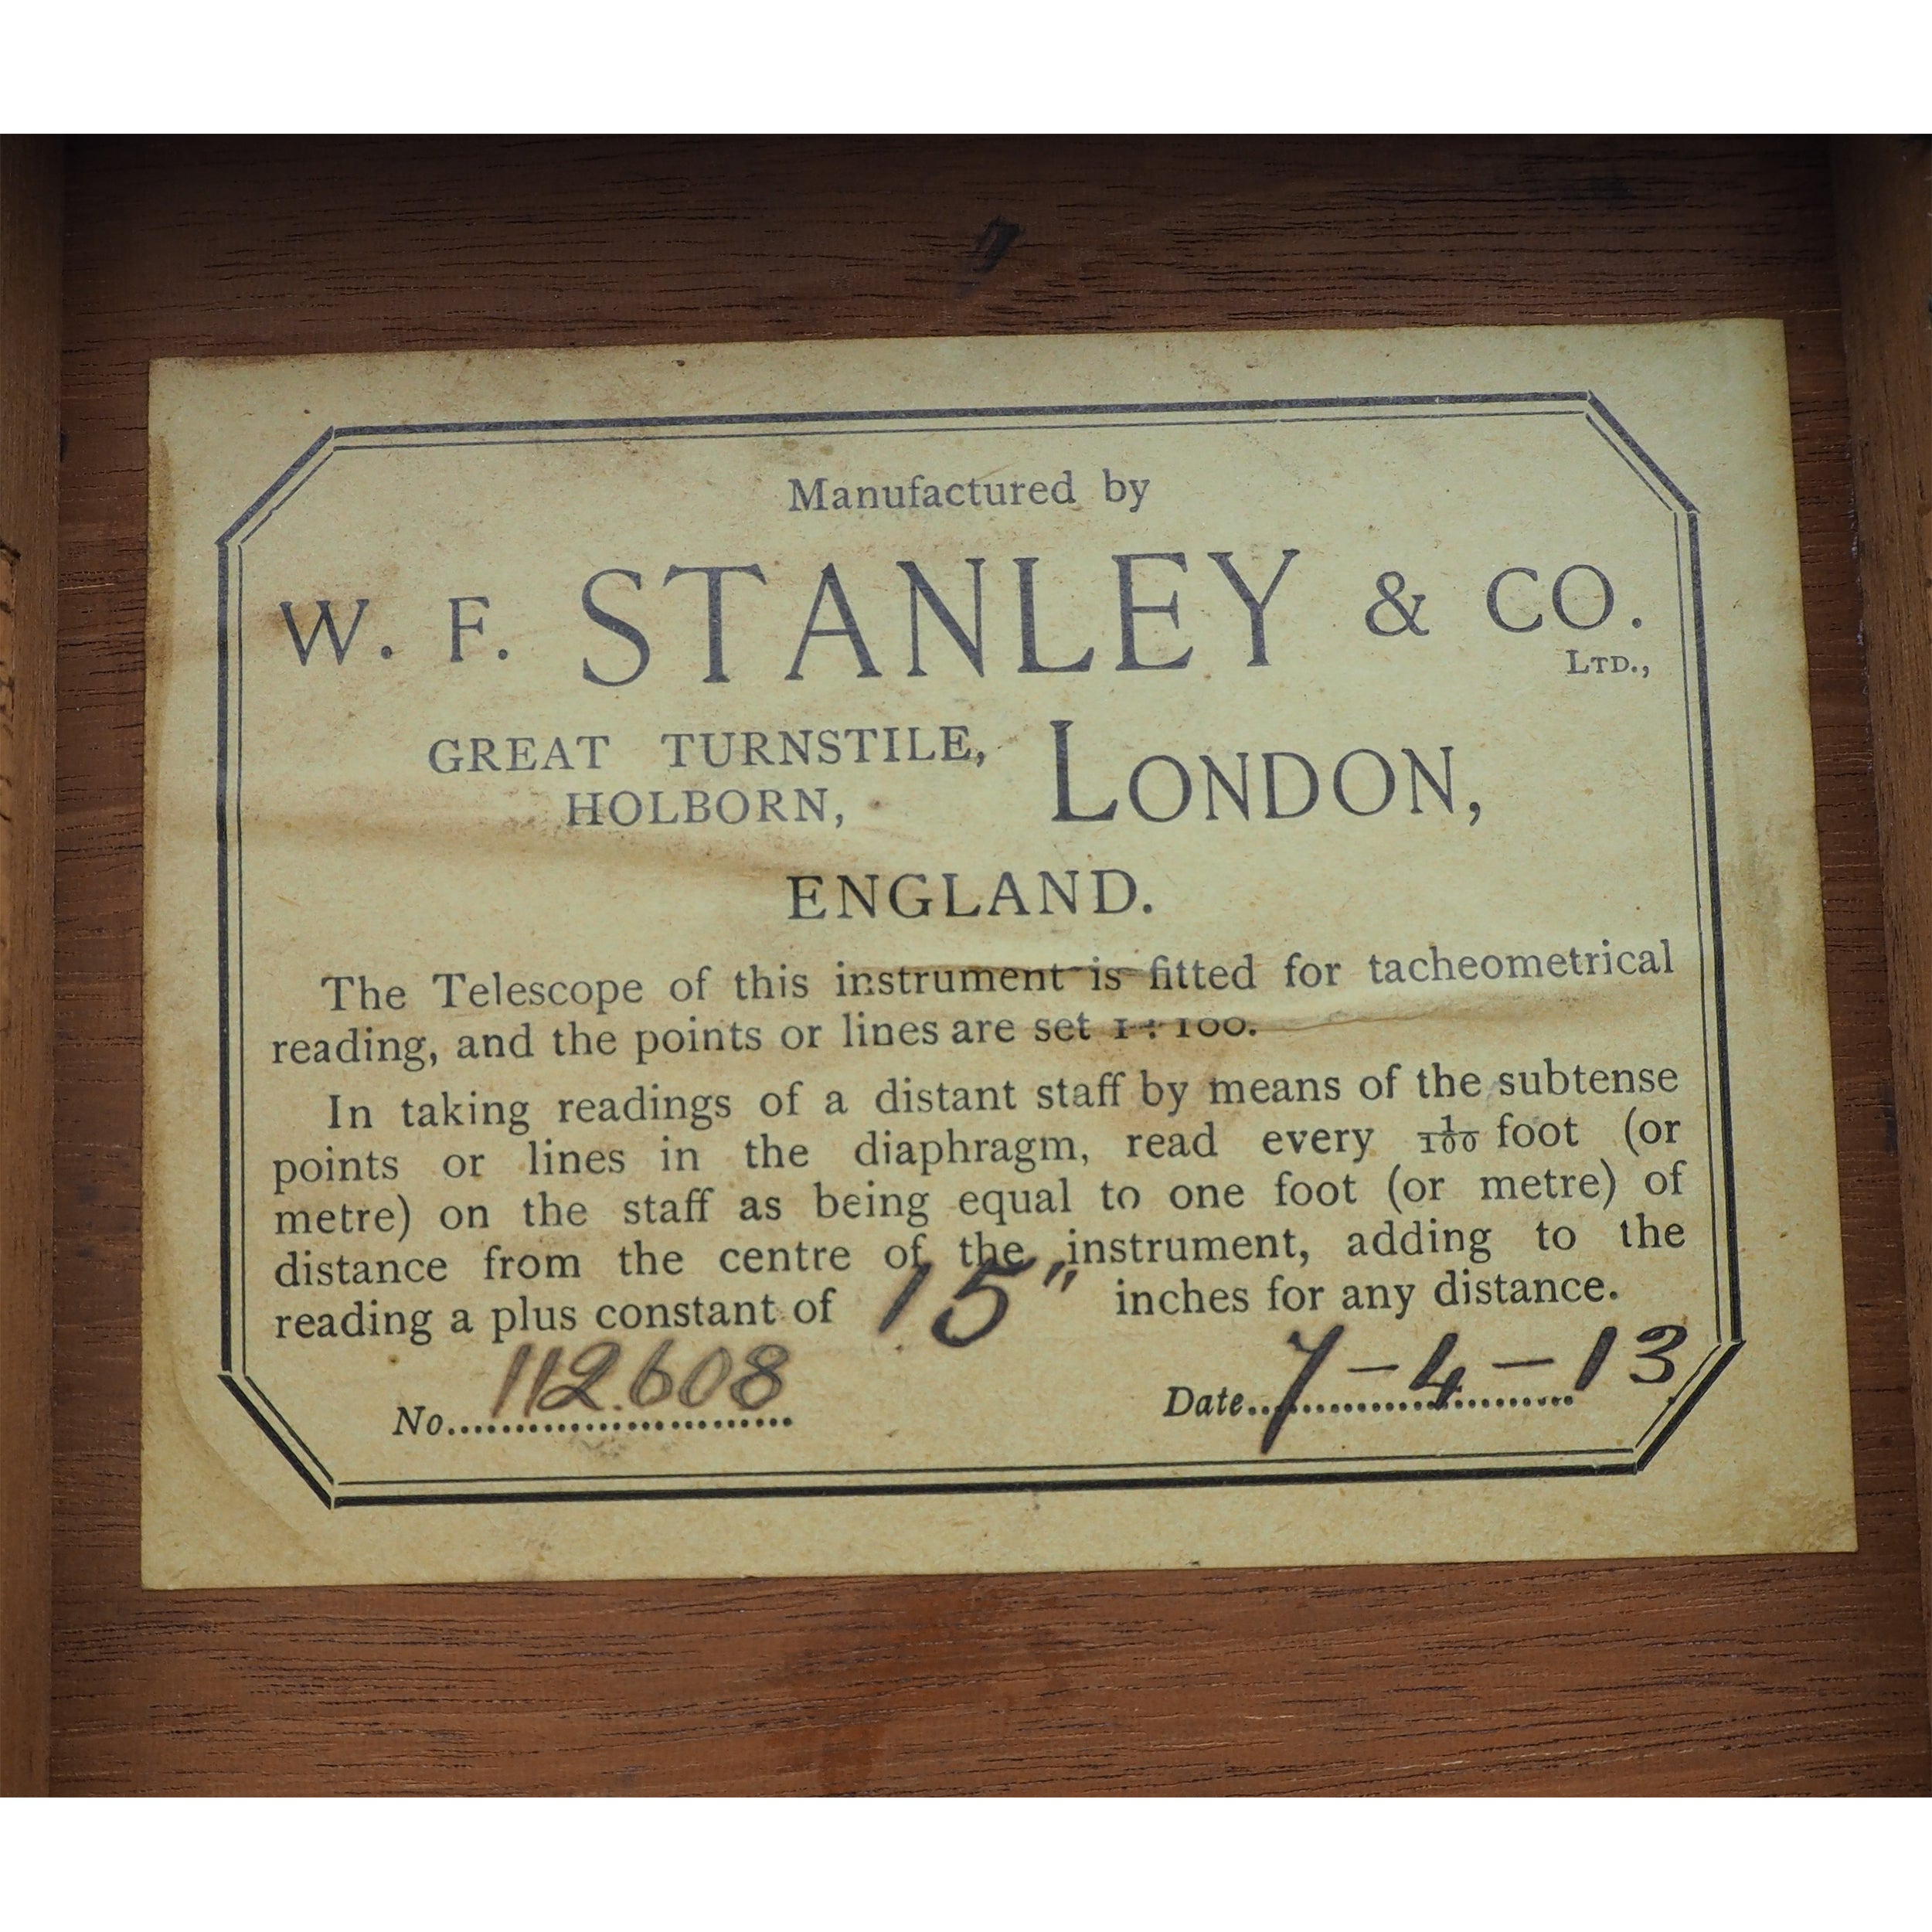 7
Manufactured by
W. F. STANLEY & CO.
LTD.,
GREAT TURNSTILE,
HOLBORN,
LONDON,
ENGLAND.
The Telescope of this instrument is fitted for tacheometrical
reading, and the points or lines are set 1 : 100.
In taking readings of a distant staff by means of the subtense
points or lines in the diaphragm, read every 1/100 foot (or
metre) on the staff as being equal to one foot (or metre) of
distance from the centre of the instrument, adding to the
reading a plus constant of 15" inches for any distance.
No. 112.608
Date 7-4-13